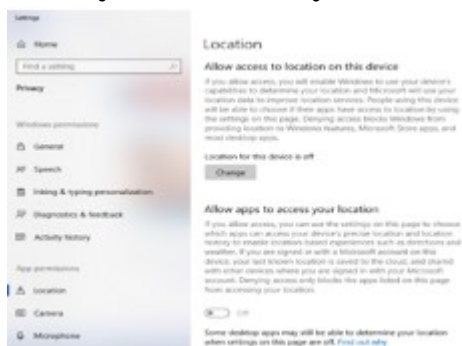 Settings
Home
Find a setting
Privacy
Windows permissions
General
Speech
Inking & typing personalization
Diagnostics & feedback
Activity history
App permissions
Location
Camera
Microphone
Location
Allow access to location on this device
If you allow access, you will enable Windows to use your device's
capabilities to determine your location and Microsoft will use your
location data to improve location services. People using this device
will be able to choose if their apps have access to location by using
the settings on this page. Denying access blocks Windows from
providing location to Windows features, Microsoft Store apps, and
most desktop apps.
Location for this device is off
Change
Allow apps to access your location
If you allow access, you can use the settings on this page to choose
which apps can access your device's precise location and location
history to enable location-based experiences such as directions and
weather. If you are signed in with a Microsoft account on this
device, your last known location is saved to the cloud, and shared
with other devices where you are signed in with your Microsoft
account. Denying access only blocks the apps listed on this page
from accessing your location.
Off
Some desktop apps may still be able to determine your location
when settings on this page are off. Find out why